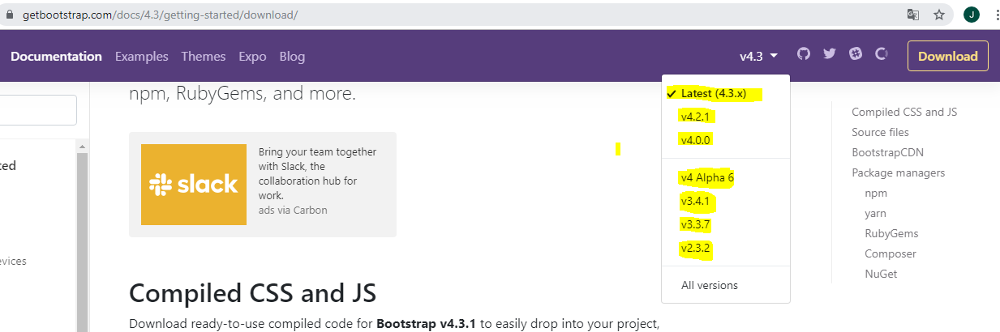 getbootstrap.com/docs/4.3/getting-started/download/
J
Documentation Examples Themes Expo Blog
v4.3
Download
npm, RubyGems, and more.
Latest (4.3.x)
v4.2.1
v4.0.0
v4 Alpha 6
v3.4.1
v3.3.7
v2.3.2
All versions
Compiled CSS and JS
Source files
BootstrapCDN
Package managers
npm
yarn
RubyGems
Composer
NuGet
slack
Bring your team together
with Slack, the
collaboration hub for
work.
ads via Carbon
ted
evices
Compiled CSS and JS
Download ready-to-use compiled code for Bootstrap v4.3.1 to easily drop into your project,